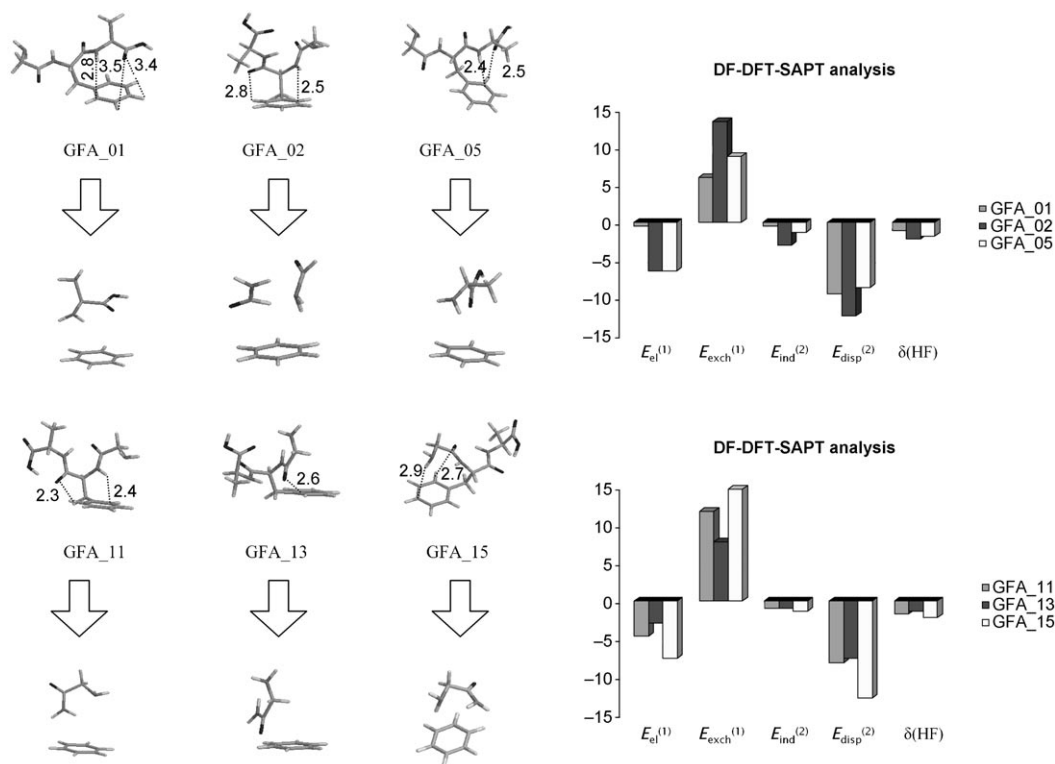 2.8
3.5
3.4
2.8
2.5
2.4
2.5
GFA_01
GFA_02
GFA_05
DF-DFT-SAPT analysis
15
10
5
0
−5
−10
−15
Eel(1)
Eexch(1)
Eind(2)
Edisp(2)
δ(HF)
GFA_01
GFA_02
GFA_05
2.3
2.4
2.6
2.9
2.7
GFA_11
GFA_13
GFA_15
DF-DFT-SAPT analysis
15
10
5
0
−5
−10
−15
Eel(1)
Eexch(1)
Eind(2)
Edisp(2)
δ(HF)
GFA_11
GFA_13
GFA_15